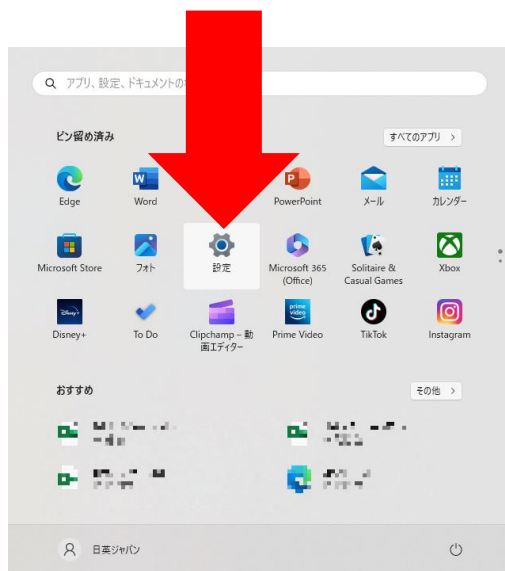 アプリ、設定、ドキュメントの
ピン留め済み
すべてのアプリ
Edge
Word
PowerPoint
メール
カレンダー
Microsoft Store
フォト
設定
Microsoft 365
(Office)
Solitaire &
Casual Games
Xbox
Disney+
To Do
Clipchamp – 動
画エディター
Prime Video
TikTok
Instagram
おすすめ
その他
日英ジャパン